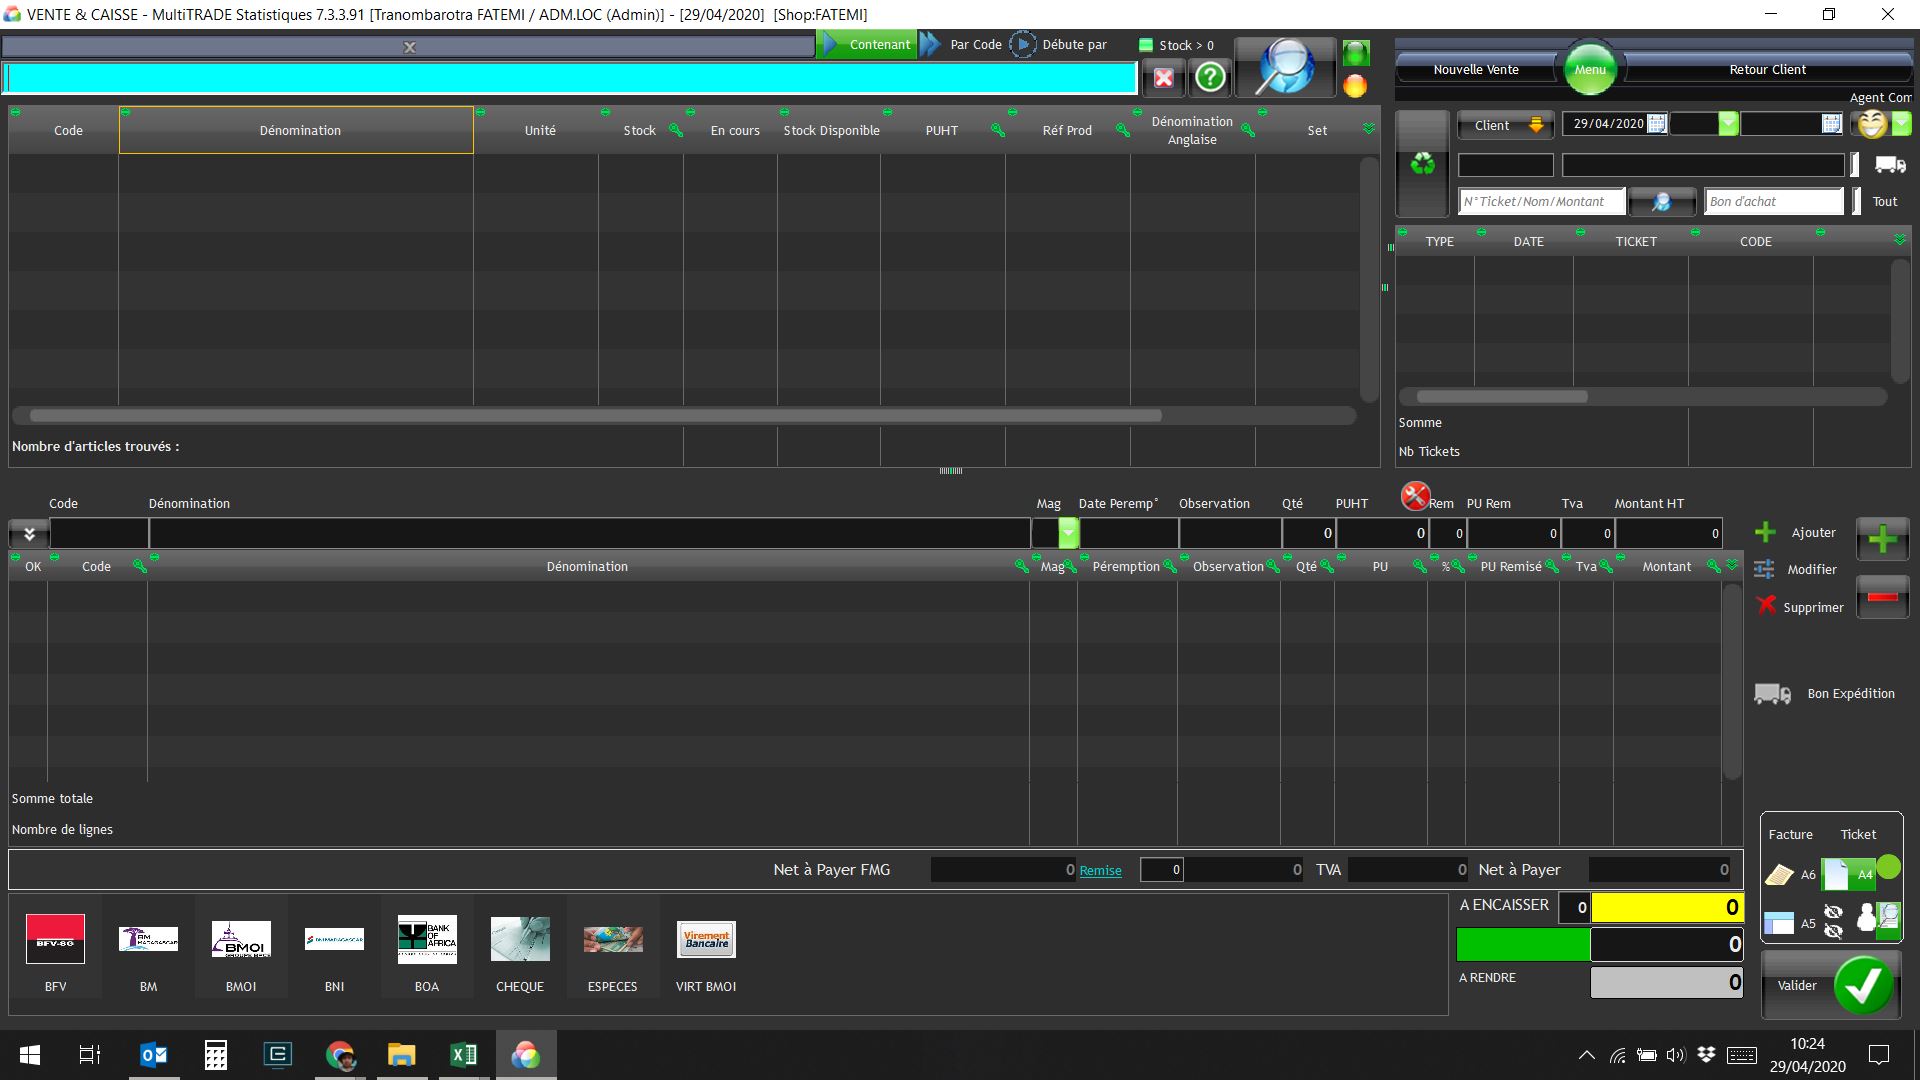 VENTE & CAISSE - MultiTRADE Statistiques 7.3.3.91 [Tranombarotra FATEMI / ADM.LOC (Admin)] - [29/04/2020] [Shop:FATEMI]
Contenant Par Code Débute par Stock > 0
Nouvelle Vente Menu Retour Client
Agent Com
Code Dénomination Unité Stock En cours Stock Disponible PUHT Réf Prod Dénomination Anglaise Set
Client 29/04/2020
N°Ticket/Nom/Montant Bon d'achat Tout
TYPE DATE TICKET CODE
Somme
Nb Tickets
Nombre d'articles trouvés :
Code Dénomination Mag Date Peremp° Observation Qté PUHT Rem PU Rem Tva Montant HT
0 0 0 0 0 0
Ajouter
OK Code Dénomination Mag Péremption Observation Qté PU % PU Remisé Tva Montant
Modifier
Supprimer
Bon Expédition
Somme totale
Nombre de lignes
Facture Ticket
A6 A4
A5
Net à Payer FMG 0 Remise 0 0 TVA 0 Net à Payer 0
A ENCAISSER 0 0
0
A RENDRE 0
Valider
BFV-SG
BM MADAGASCAR
BMOI
BNI MADAGASCAR
BANK OF AFRICA
Virement Bancaire
BFV BM BMOI BNI BOA CHEQUE ESPECES VIRT BMOI
10:24
29/04/2020